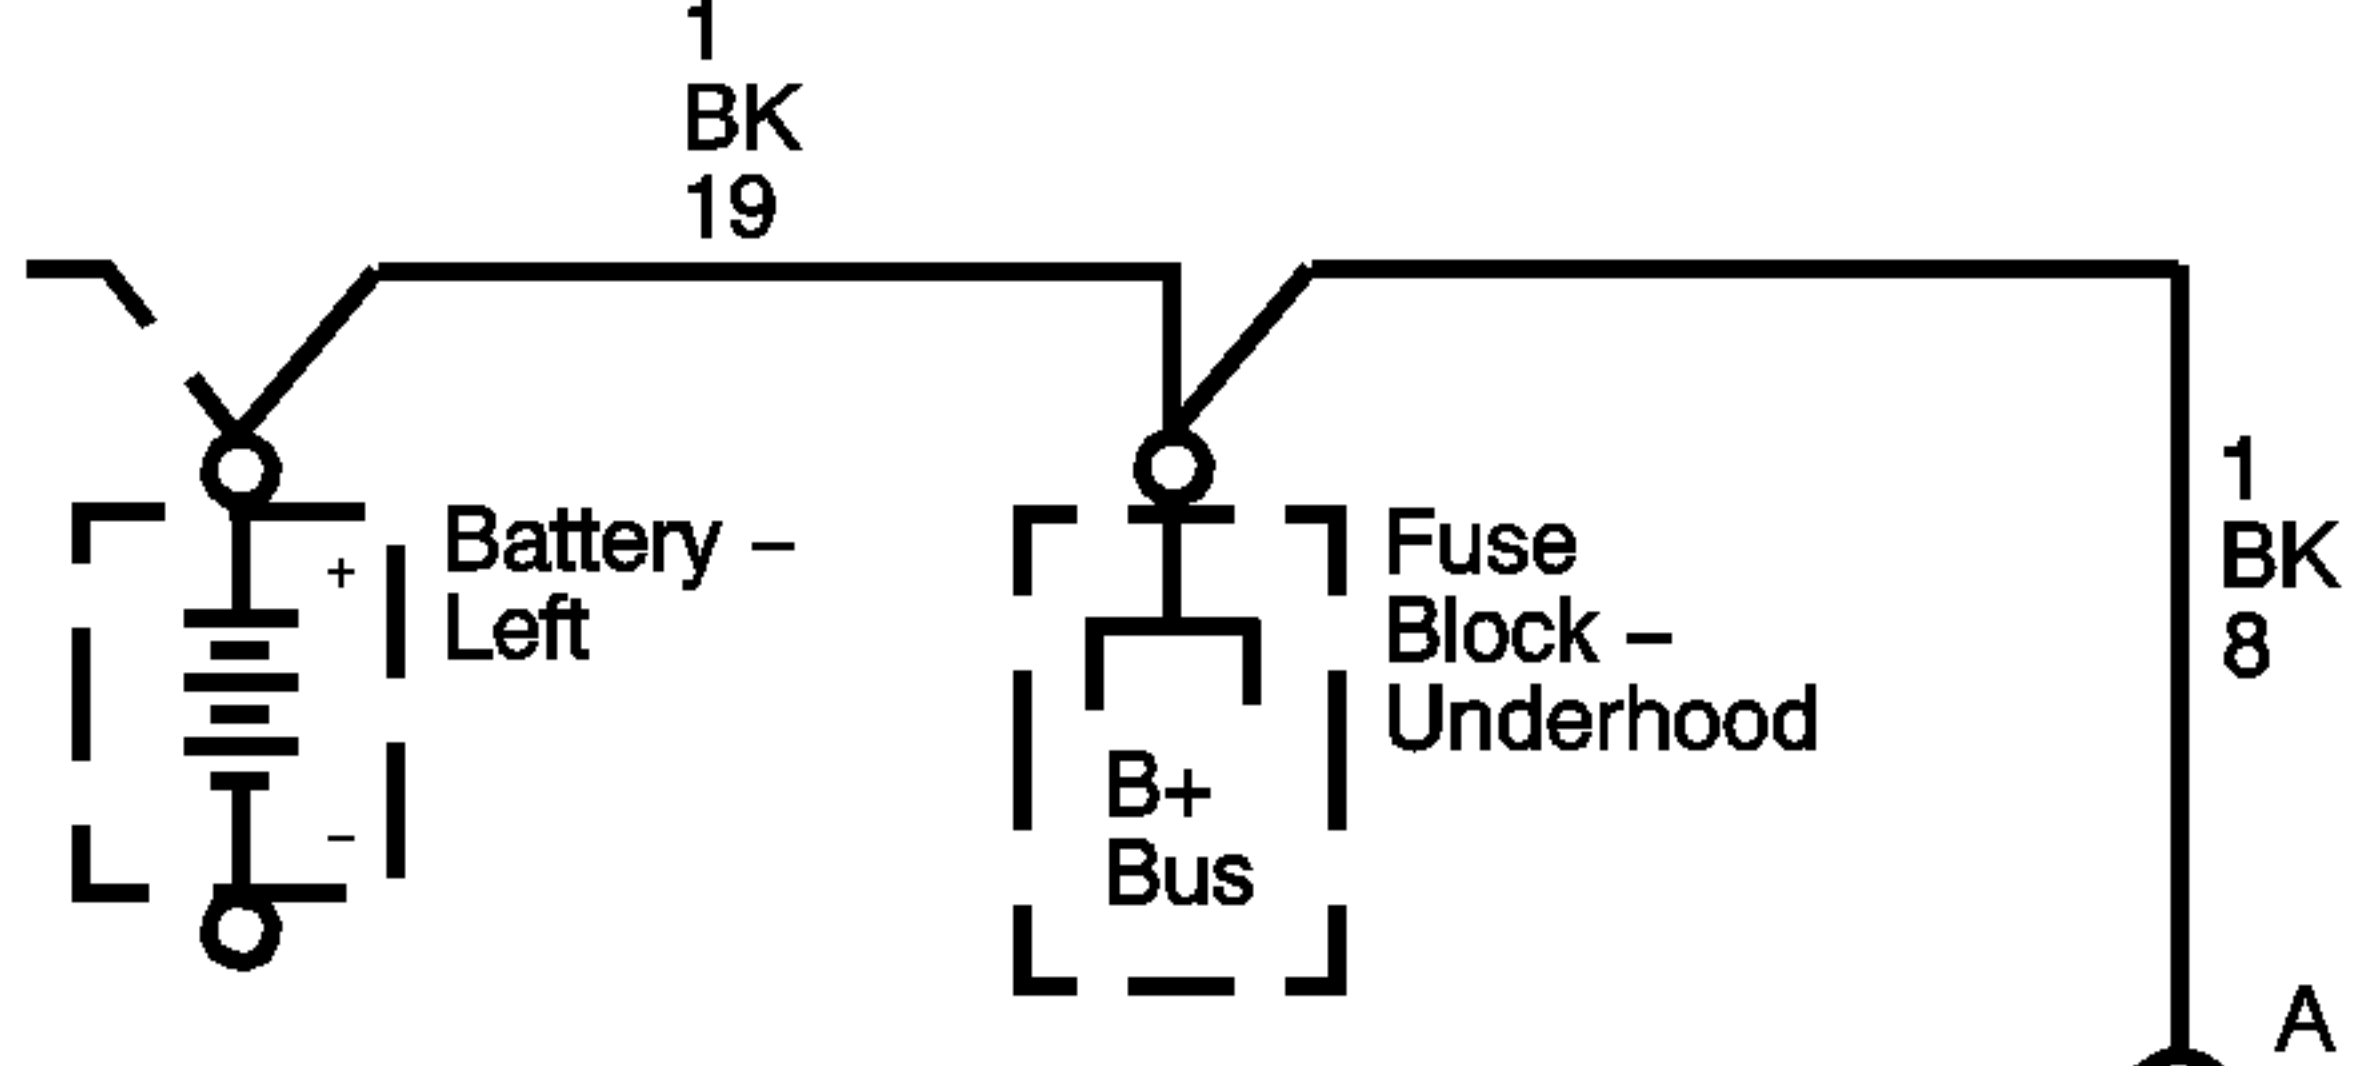 1
BK
19
+
Battery –
Left
–
Fuse
Block –
Underhood
B+
Bus
1
BK
8
A